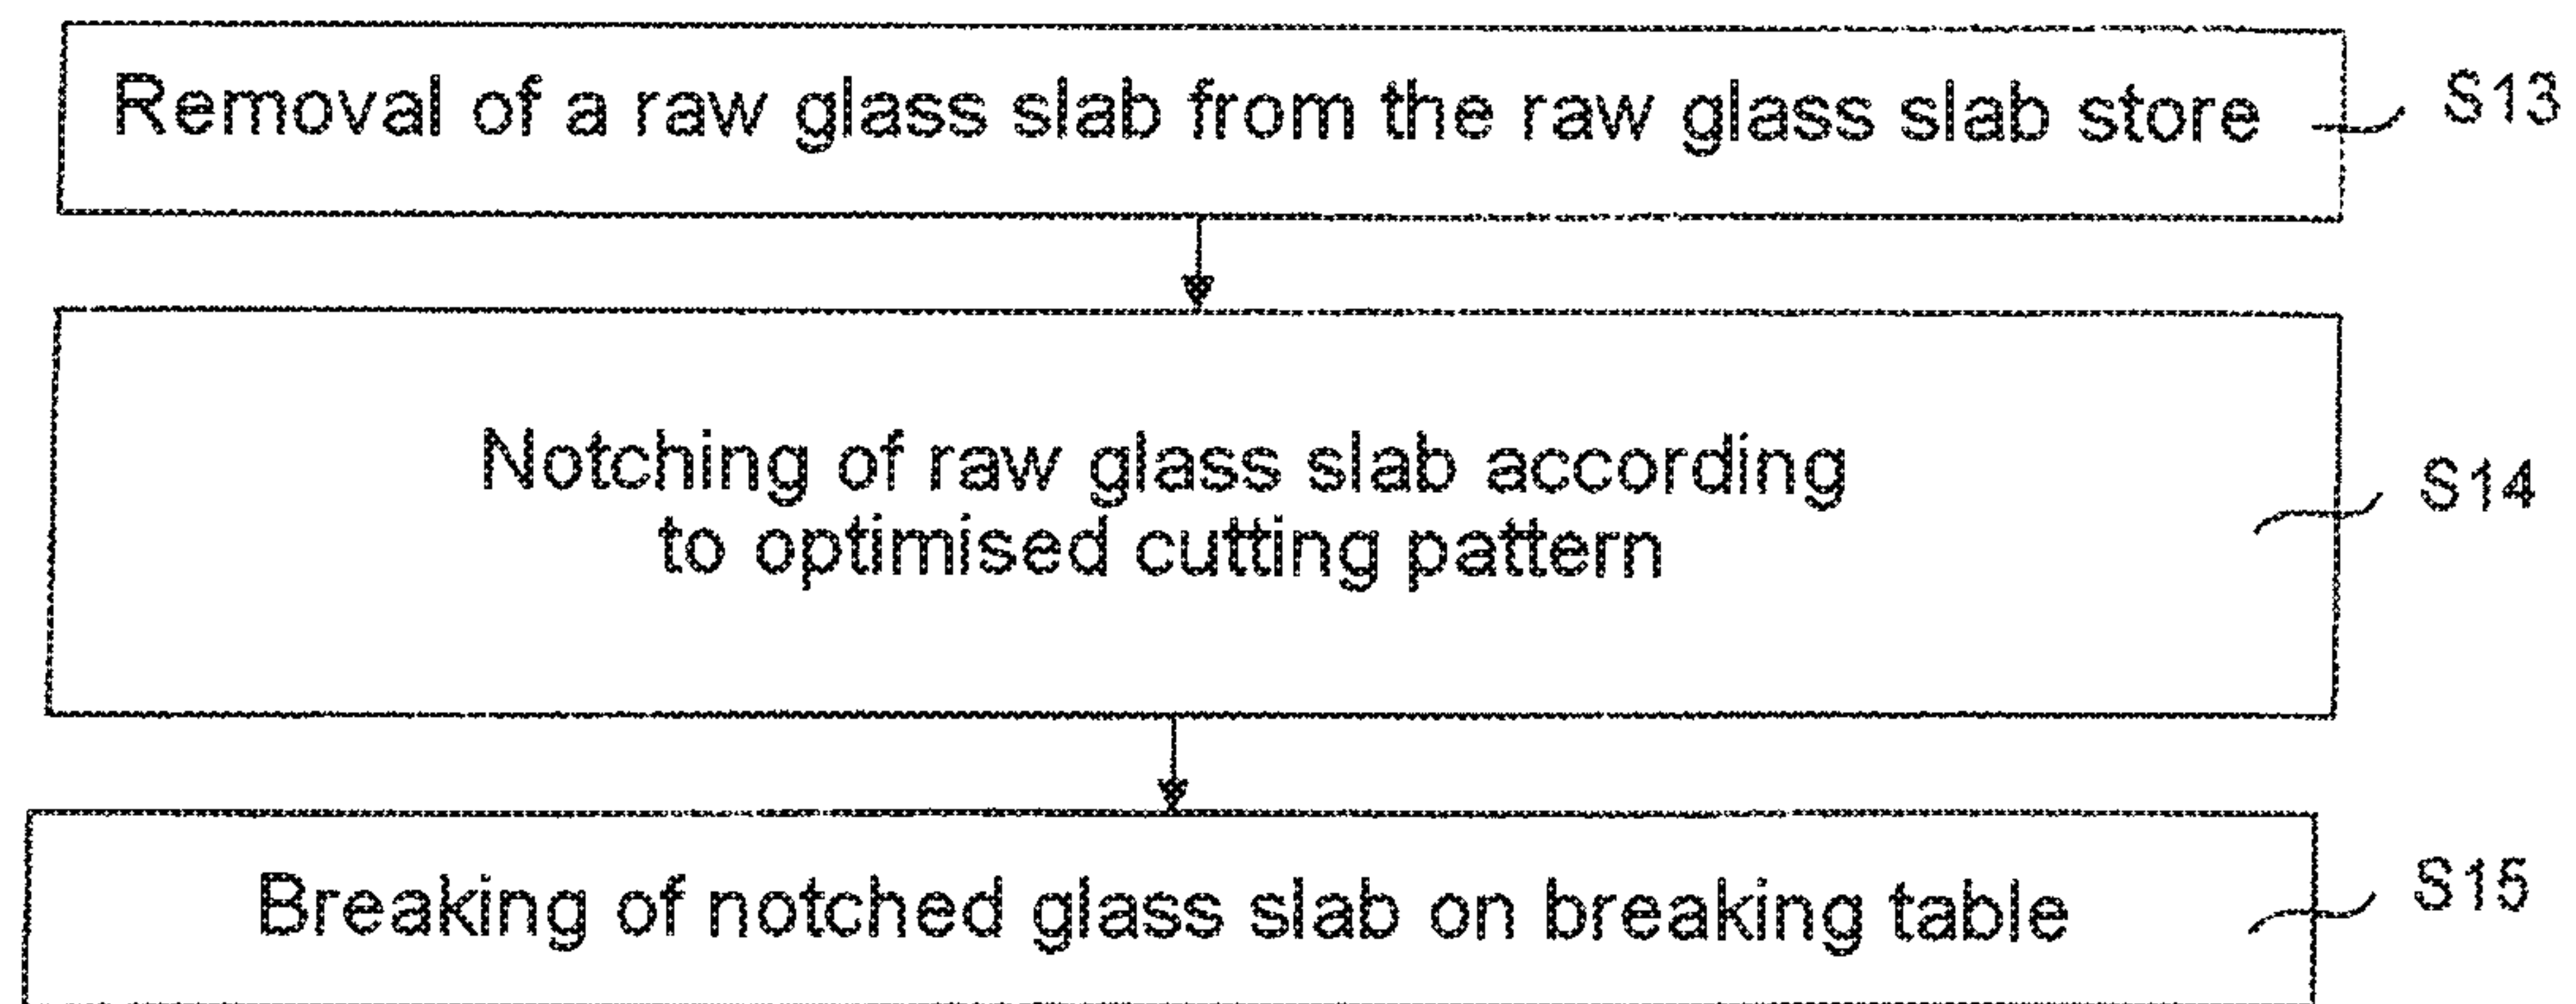 Removal of a raw glass slab from the raw glass slab store
S13
Notching of raw glass slab according
to optimised cutting pattern
S14
Breaking of notched glass slab on breaking table
S15